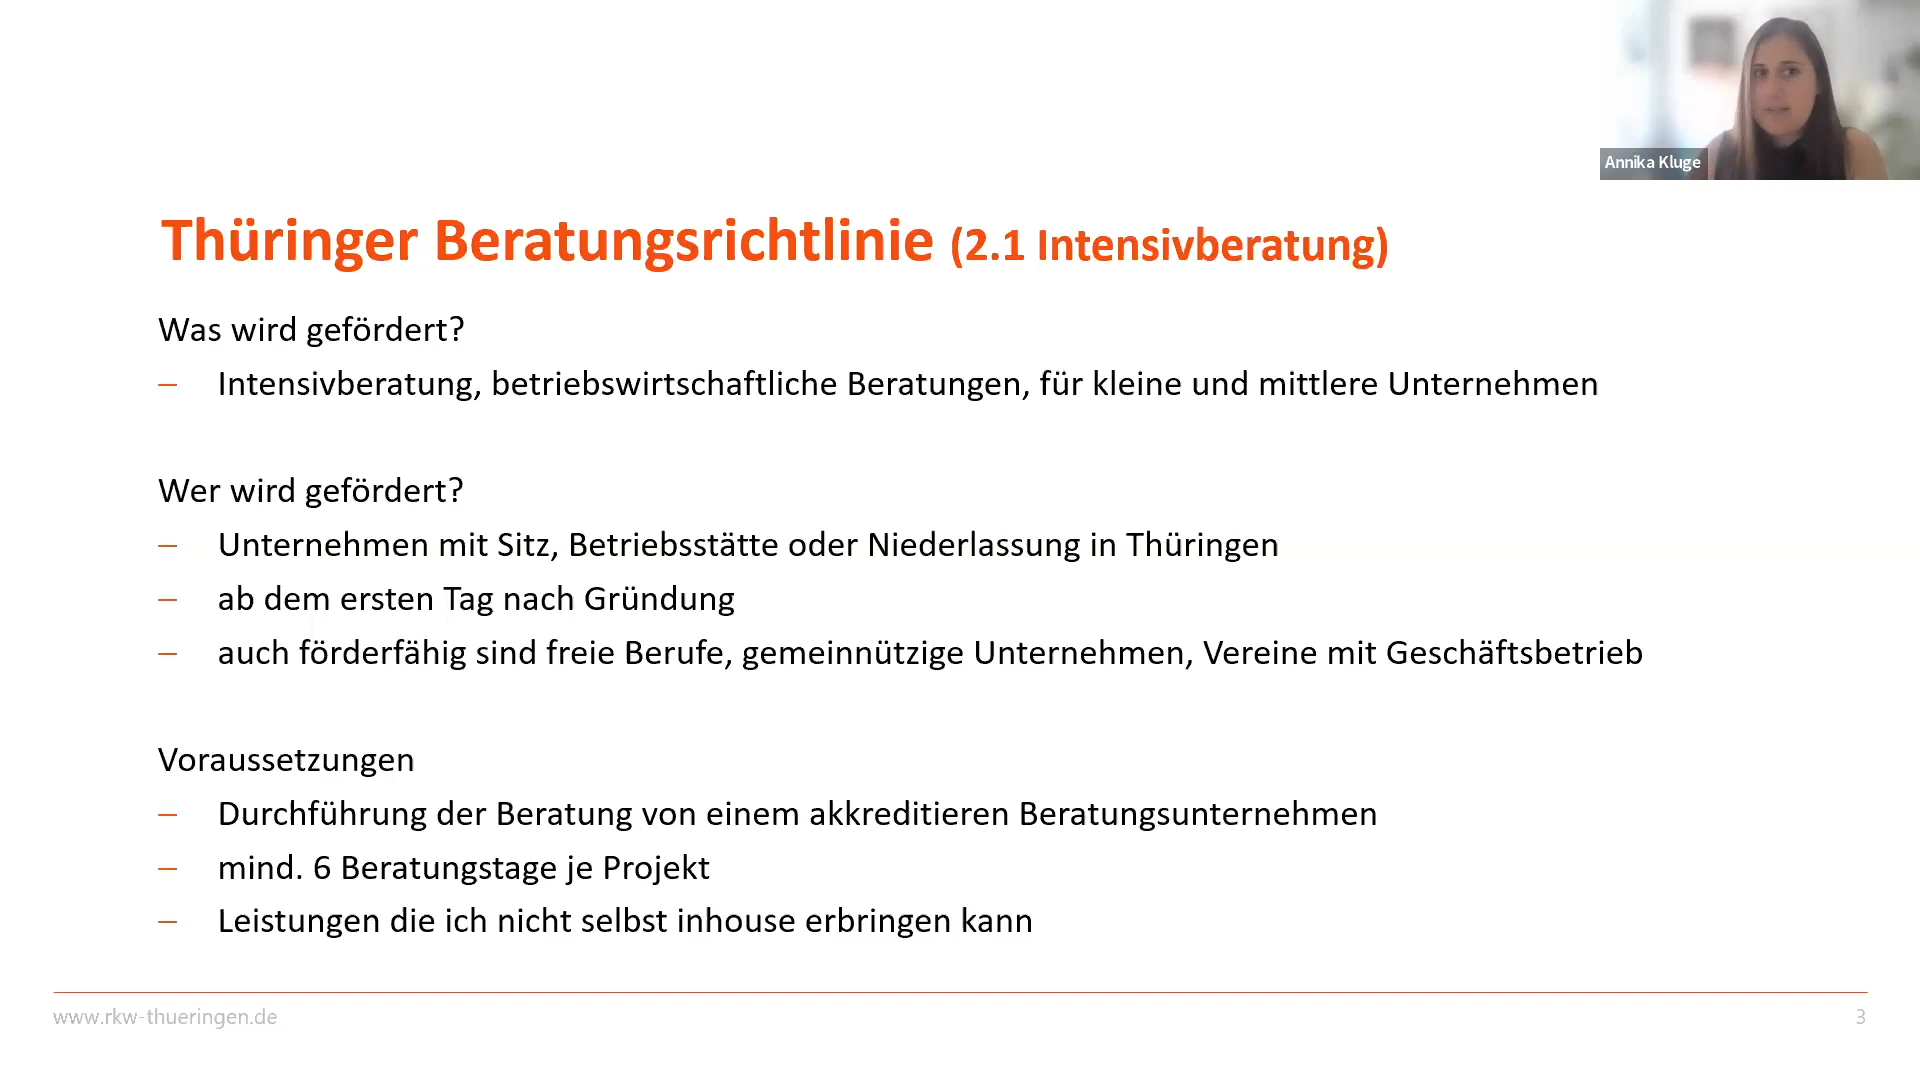 Annika Kluge
Thüringer Beratungsrichtlinie (2.1 Intensivberatung)
Was wird gefördert?
– Intensivberatung, betriebswirtschaftliche Beratungen, für kleine und mittlere Unternehmen
Wer wird gefördert?
– Unternehmen mit Sitz, Betriebsstätte oder Niederlassung in Thüringen
– ab dem ersten Tag nach Gründung
– auch förderfähig sind freie Berufe, gemeinnützige Unternehmen, Vereine mit Geschäftsbetrieb
Voraussetzungen
– Durchführung der Beratung von einem akkreditieren Beratungsunternehmen
– mind. 6 Beratungstage je Projekt
– Leistungen die ich nicht selbst inhouse erbringen kann
www.rkw-thueringen.de
3